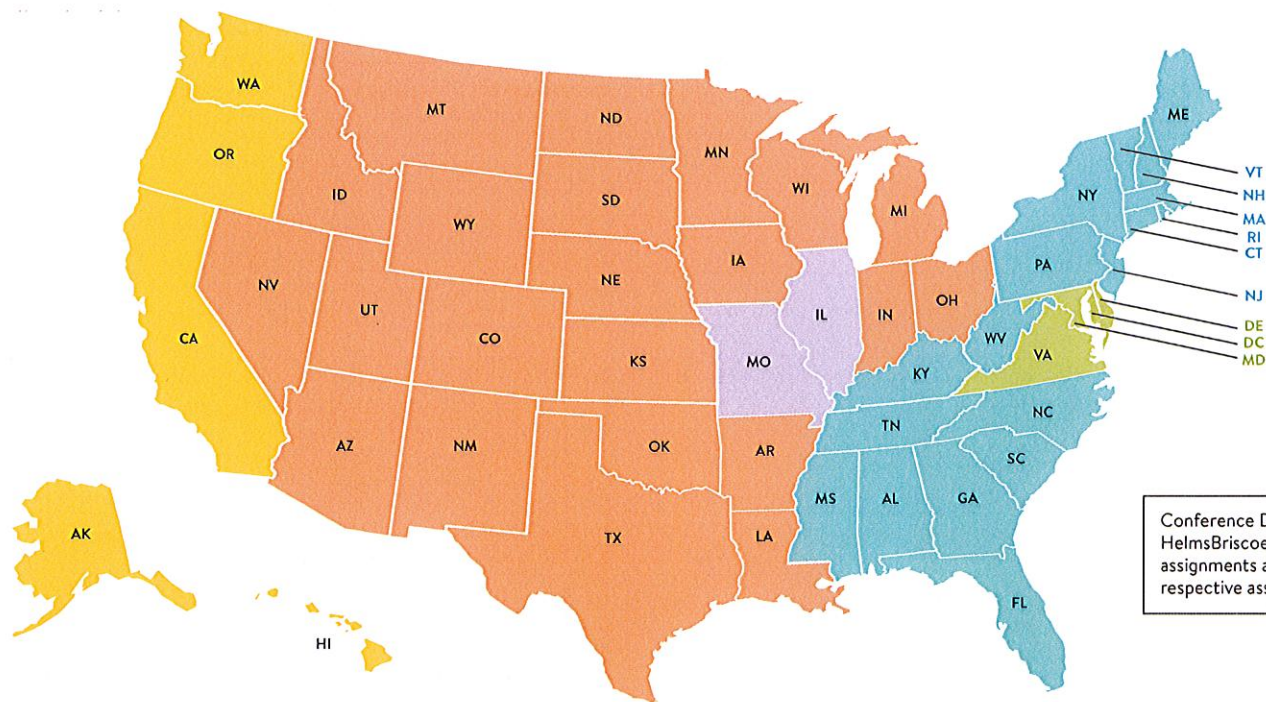 WA
OR
CA
AK
HI
ID
NV
MT
WY
UT
CO
AZ
NM
ND
SD
NE
KS
OK
TX
MN
IA
MO
AR
LA
WI
IL
MI
IN
OH
KY
TN
MS
AL
GA
FL
SC
NC
VA
WV
PA
NY
ME
VT
NH
MA
RI
CT
NJ
DE
DC
MD
Conference D
HelmsBriscoe
assignments a
respective ass